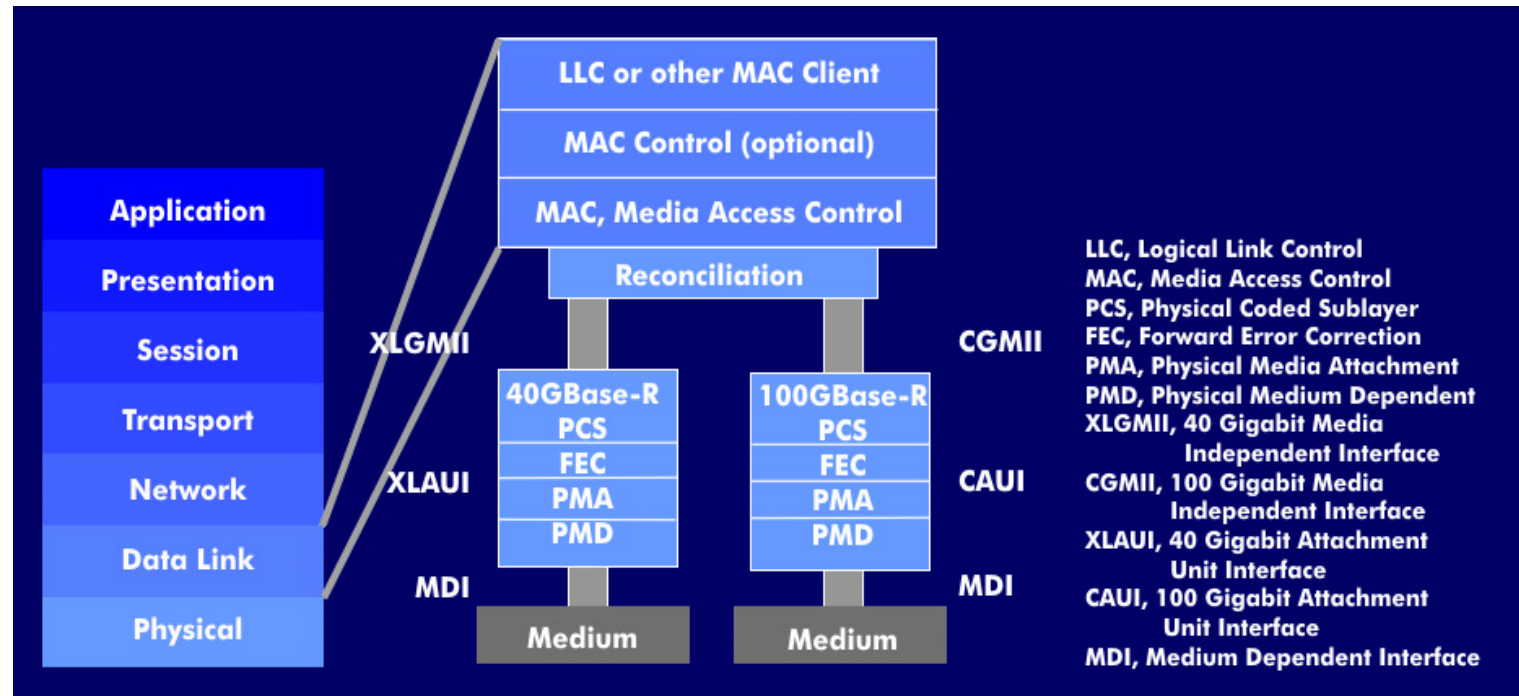 LLC or other MAC Client
MAC Control (optional)
MAC, Media Access Control
Reconciliation
Application
Presentation
Session
Transport
Network
Data Link
Physical
XLGMII
XLAUI
MDI
40GBase-R
PCS
FEC
PMA
PMD
Medium
100GBase-R
PCS
FEC
PMA
PMD
Medium
CGMII
CAUI
MDI
LLC, Logical Link Control
MAC, Media Access Control
PCS, Physical Coded Sublayer
FEC, Forward Error Correction
PMA, Physical Media Attachment
PMD, Physical Medium Dependent
XLGMII, 40 Gigabit Media
Independent Interface
CGMII, 100 Gigabit Media
Independent Interface
XLAUI, 40 Gigabit Attachment
Unit Interface
CAUI, 100 Gigabit Attachment
Unit Interface
MDI, Medium Dependent Interface